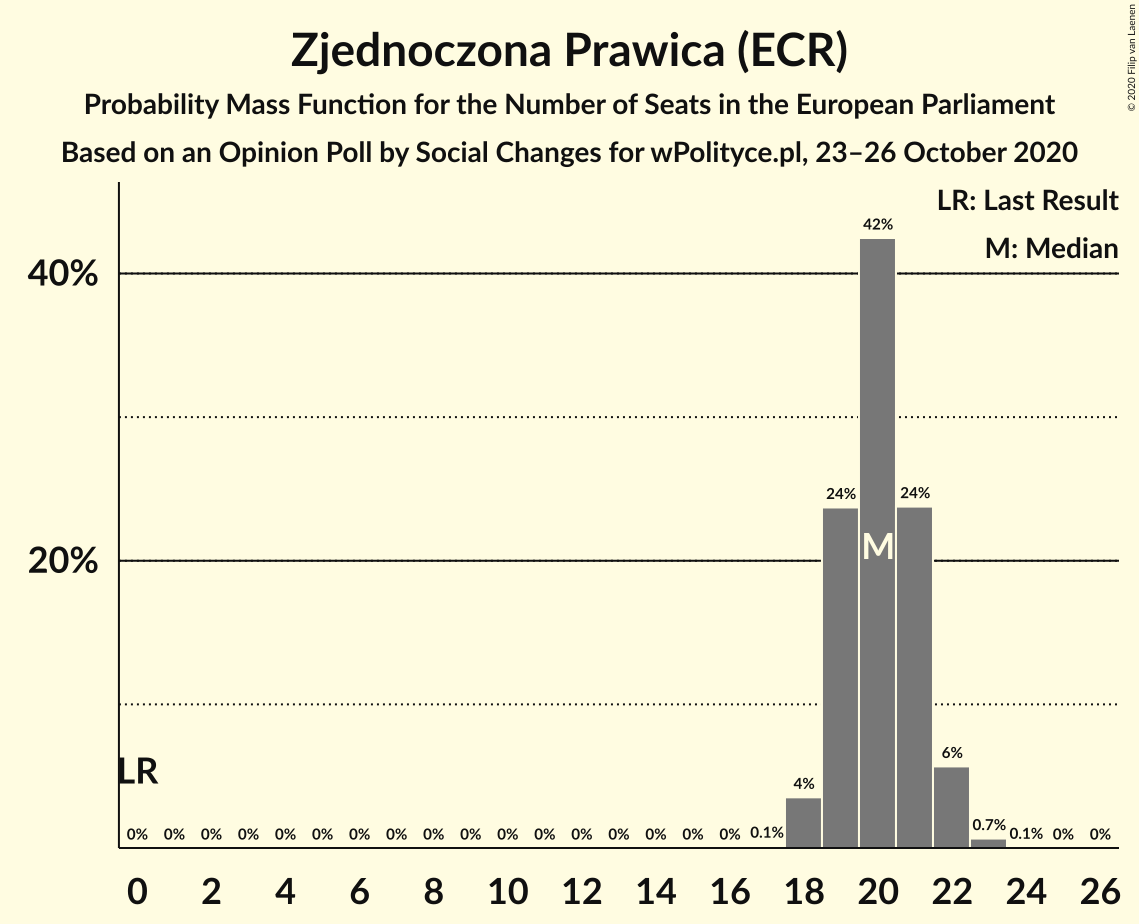 Zjednoczona Prawica (ECR)
Probability Mass Function for the Number of Seats in the European Parliament
Based on an Opinion Poll by Social Changes for wPolityce.pl, 23–26 October 2020
© 2020 Filip van Laenen
LR: Last Result
M: Median
42%
40%
24% 24%
M
20%
LR
6%
4%
0% 0% 0% 0% 0% 0% 0% 0% 0% 0% 0% 0% 0% 0% 0% 0% 0% 0.1% 0.7% 0.1% 0% 0%
0 2 4 6 8 10 12 14 16 18 20 22 24 26